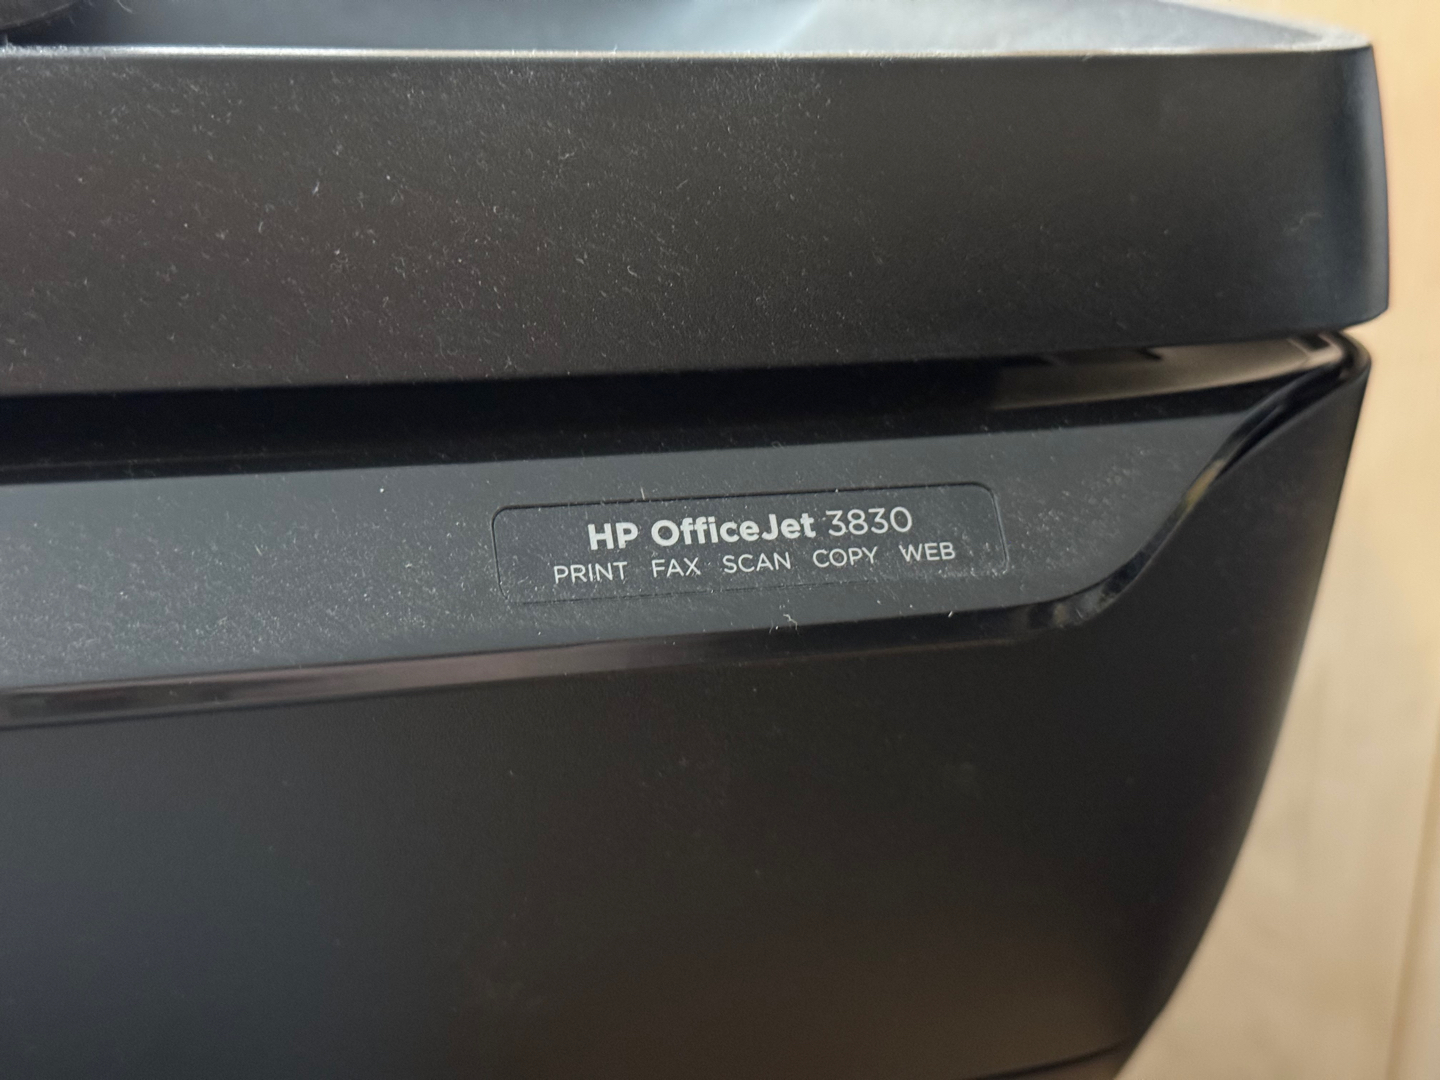 HP OfficeJet 3830
PRINT FAX SCAN COPY WEB